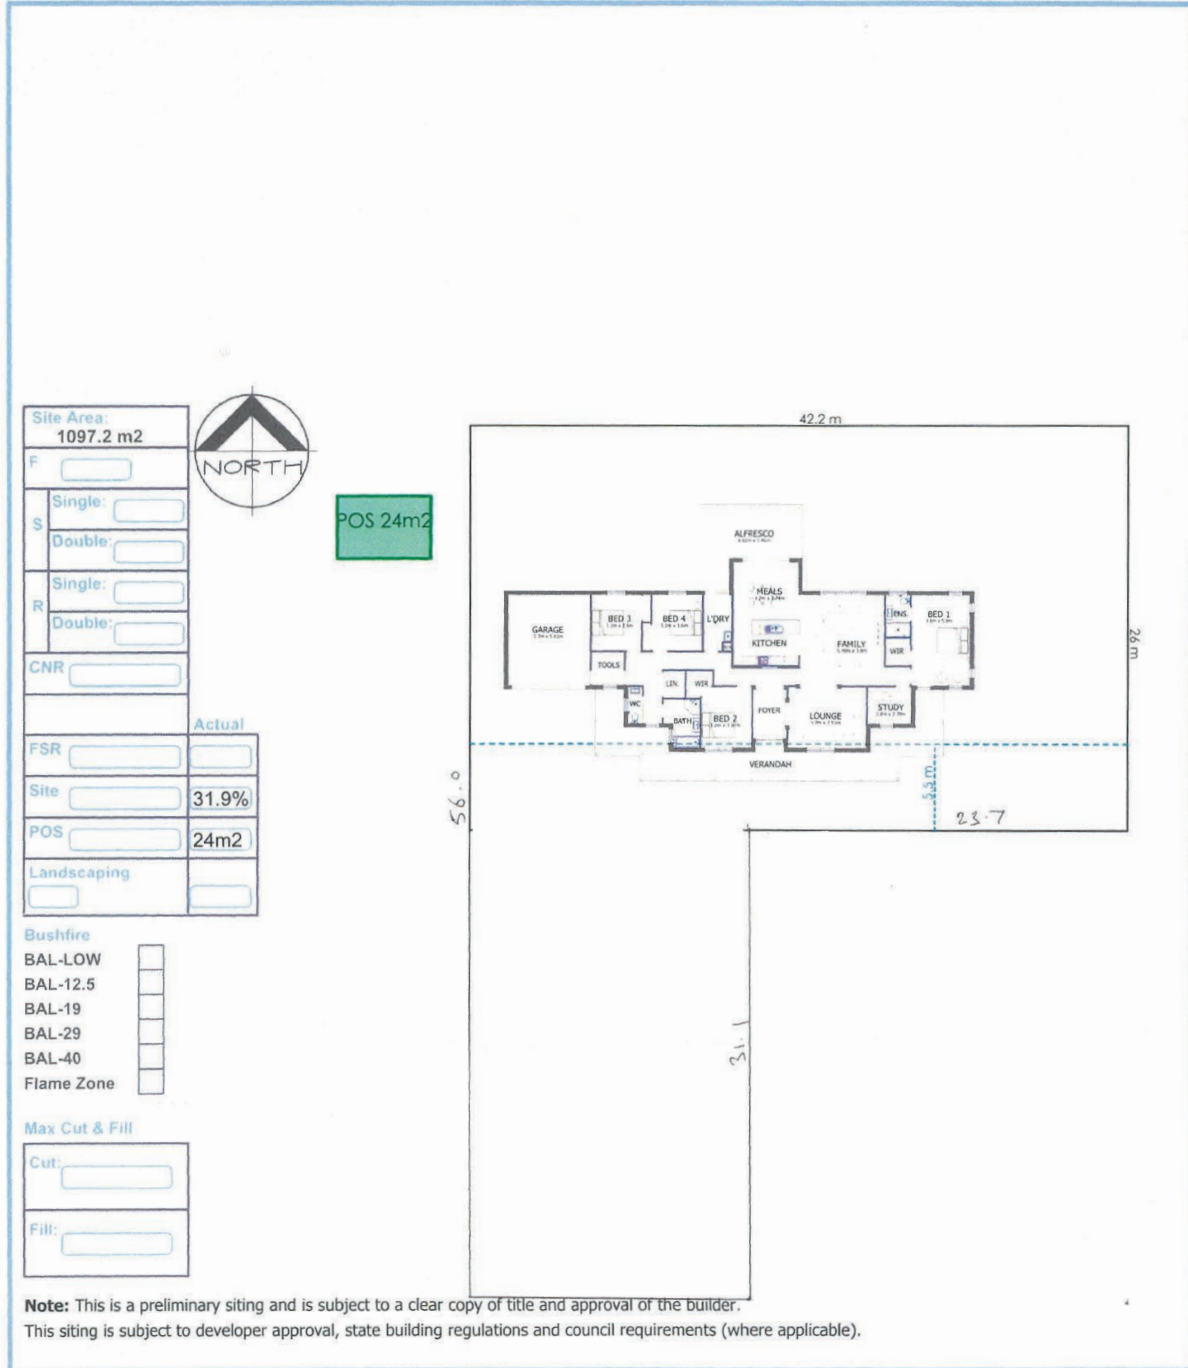 Site Area:
1097.2 m2
F
S
Single:
Double:
R
Single:
Double:
CNR
Actual
FSR
Site
31.9%
POS
24m2
Landscaping
Bushfire
BAL-LOW
BAL-12.5
BAL-19
BAL-29
BAL-40
Flame Zone
Max Cut & Fill
Cut:
Fill:
NORTH
POS 24m2
42.2 m
26 m
ALFRESCO
MEALS
GARAGE
BED 3
BED 4
L'DRY
KITCHEN
FAMILY
ENS.
BED 1
WIR
TOOLS
LIN.
WIR
WC
BATH
BED 2
FOYER
LOUNGE
STUDY
VERANDAH
5.5 m
56.0
23.7
31.1
Note: This is a preliminary siting and is subject to a clear copy of title and approval of the builder.
This siting is subject to developer approval, state building regulations and council requirements (where applicable).